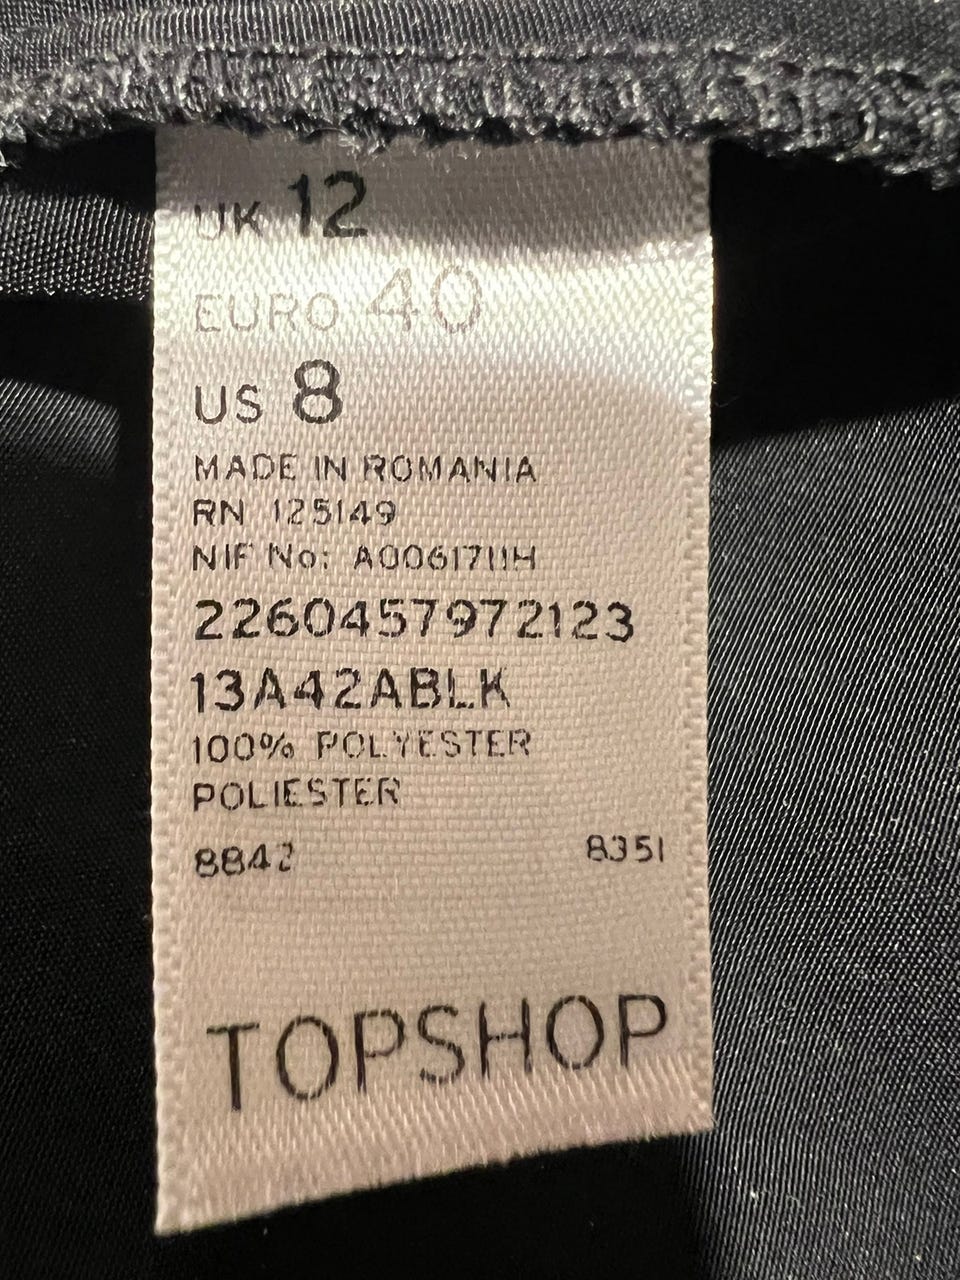 UK 12
EURO 40
US 8
MADE IN ROMANIA
RN 125149
NIF No: A0061711H
2260457972123
13A42ABLK
100% POLYESTER
POLIESTER
8842 8351
TOPSHOP